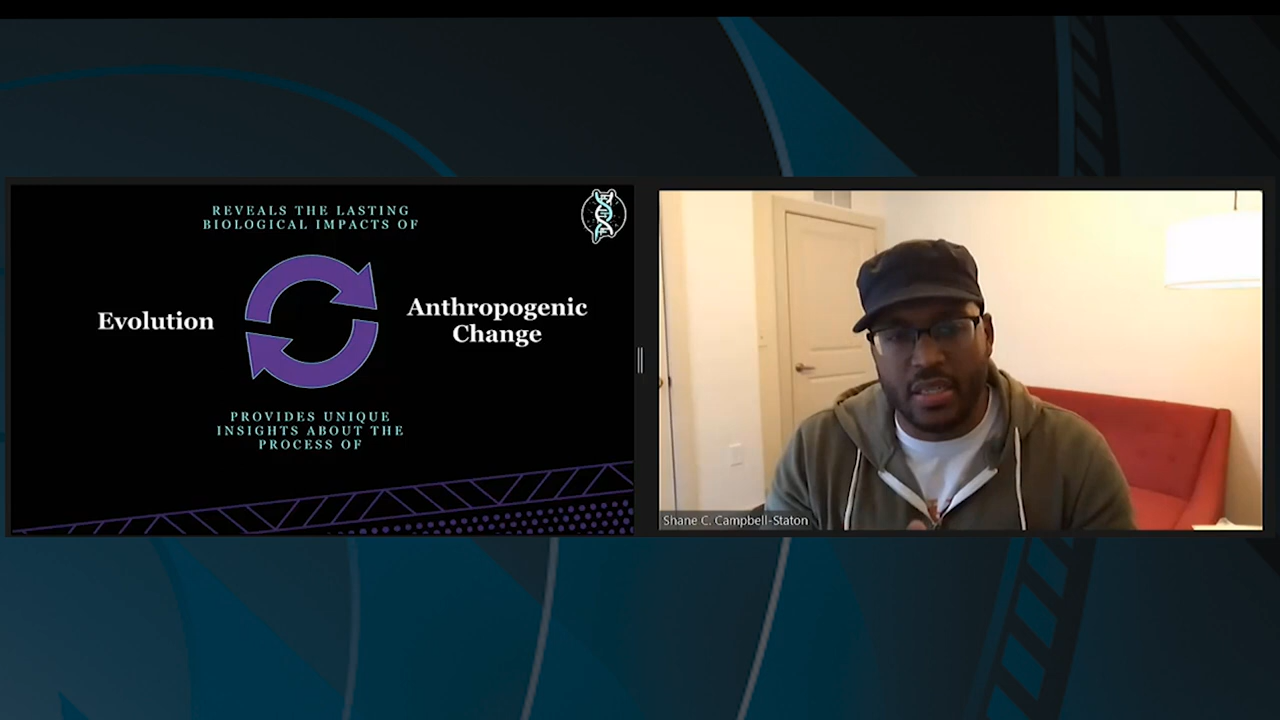 REVEALS THE LASTING
BIOLOGICAL IMPACTS OF
Evolution
Anthropogenic
Change
PROVIDES UNIQUE
INSIGHTS ABOUT THE
PROCESS OF
Shane C. Campbell-Staton